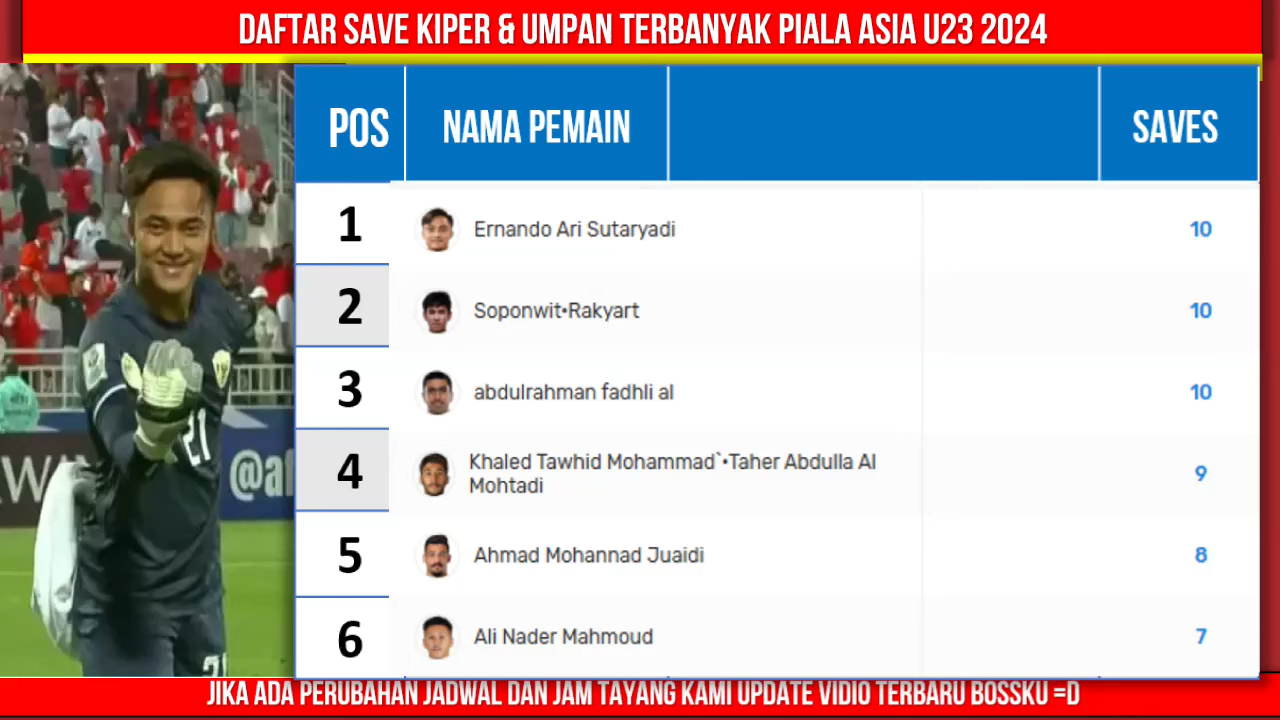 DAFTAR SAVE KIPER & UMPAN TERBANYAK PIALA ASIA U23 2024
POS NAMA PEMAIN SAVES
1 Ernando Ari Sutaryadi 10
2 Soponwit•Rakyart 10
3 abdulrahman fadhli al 10
4 Khaled Tawhid Mohammad`•Taher Abdulla Al
Mohtadi 9
5 Ahmad Mohannad Juaidi 8
6 Ali Nader Mahmoud 7
21
@af
JIKA ADA PERUBAHAN JADWAL DAN JAM TAYANG KAMI UPDATE VIDIO TERBARU BOSSKU =D